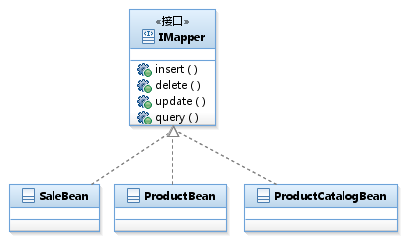 «接口»
IMapper
insert ( )
delete ( )
update ( )
query ( )
SaleBean
ProductBean
ProductCatalogBean